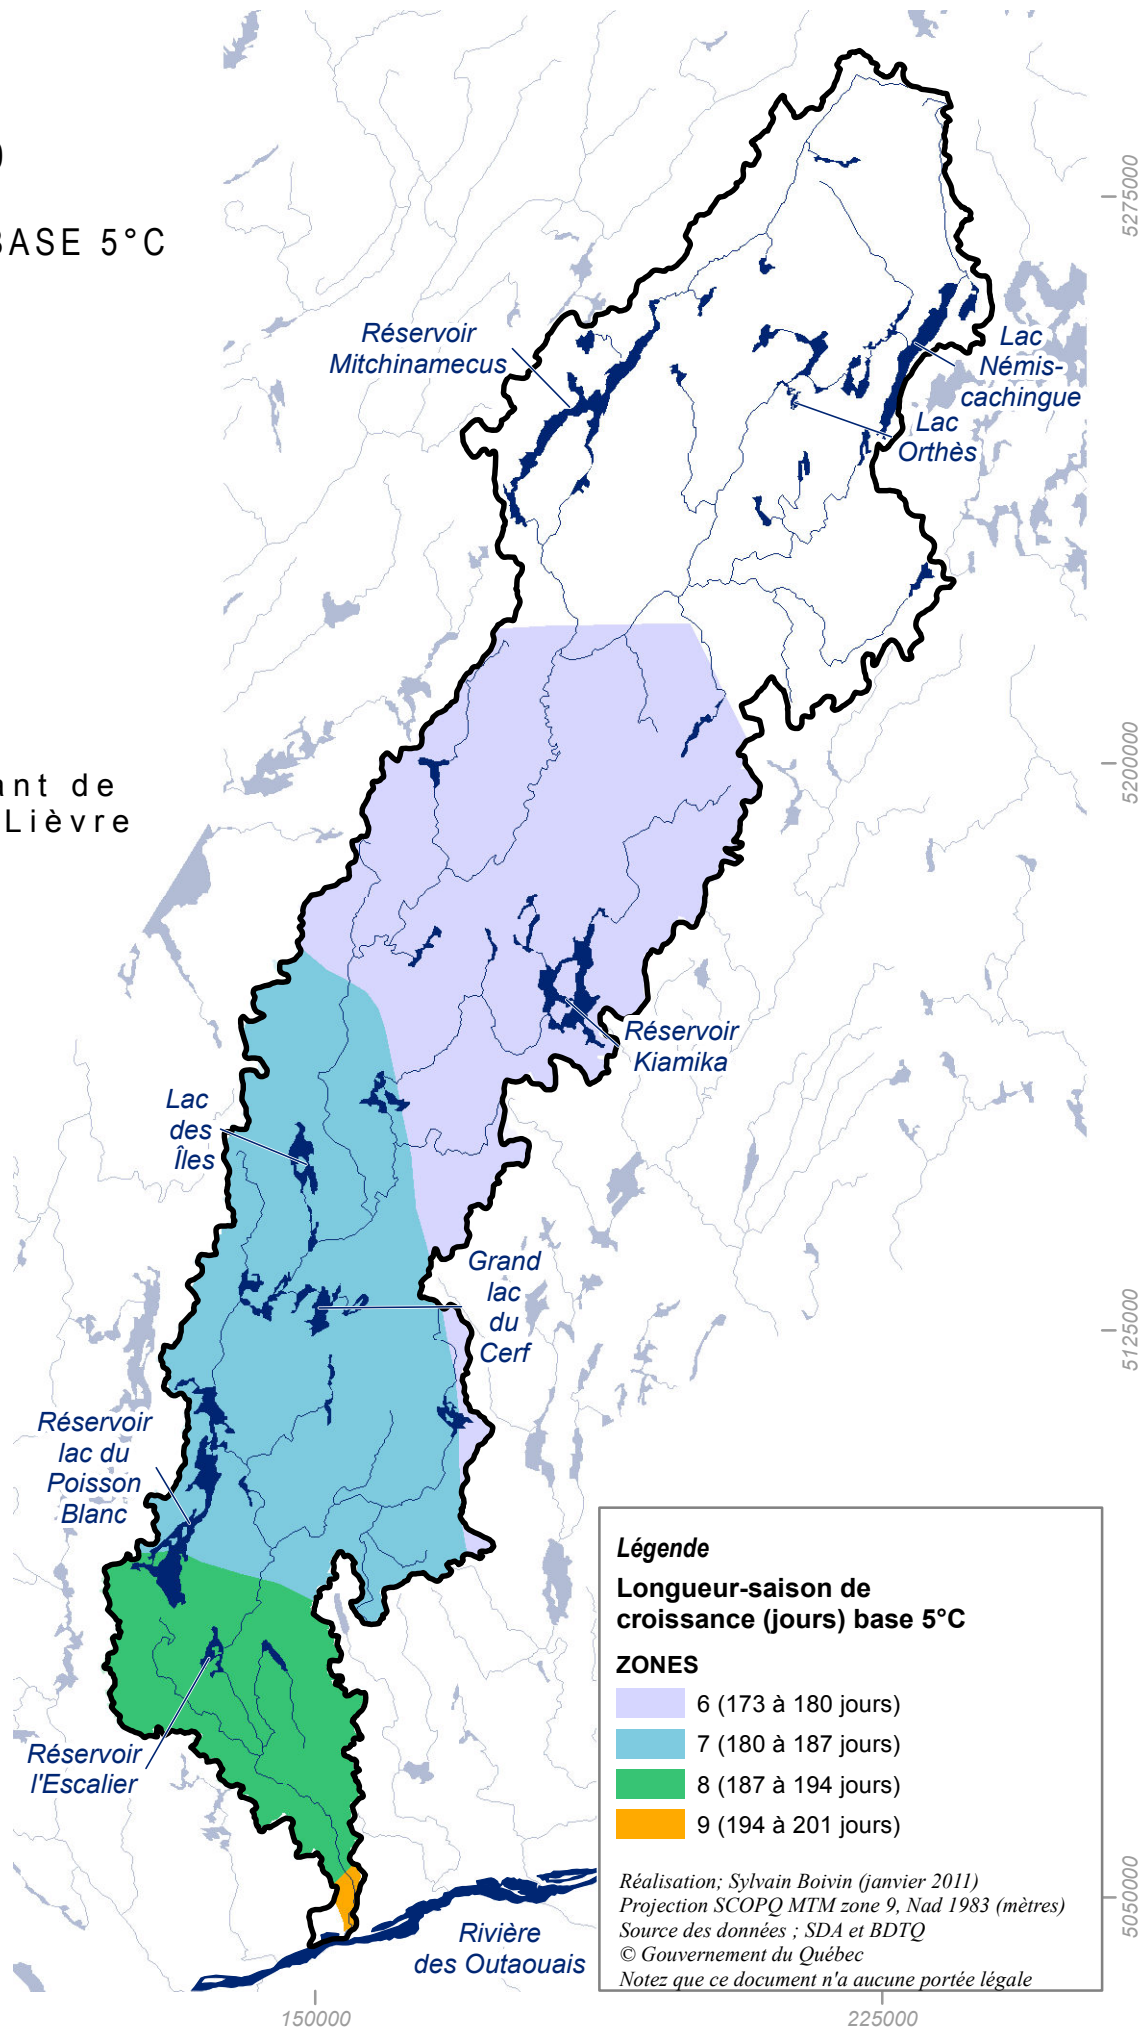 )
BASE 5°C
ant de
Lièvre
Réservoir
Mitchinamecus
Lac
Némis-
cachingue
Lac
Orthès
5275000
5200000
Réservoir
Kiamika
Lac
des
Îles
Grand
lac
du
Cerf
5125000
Réservoir
lac du
Poisson
Blanc
Réservoir
l'Escalier
Rivière
des Outaouais
Légende
Longueur-saison de
croissance (jours) base 5°C
ZONES
6 (173 à 180 jours)
7 (180 à 187 jours)
8 (187 à 194 jours)
9 (194 à 201 jours)
Réalisation; Sylvain Boivin (janvier 2011)
Projection SCOPQ MTM zone 9, Nad 1983 (mètres)
Source des données ; SDA et BDTQ
© Gouvernement du Québec
Notez que ce document n'a aucune portée légale
5050000
150000
225000